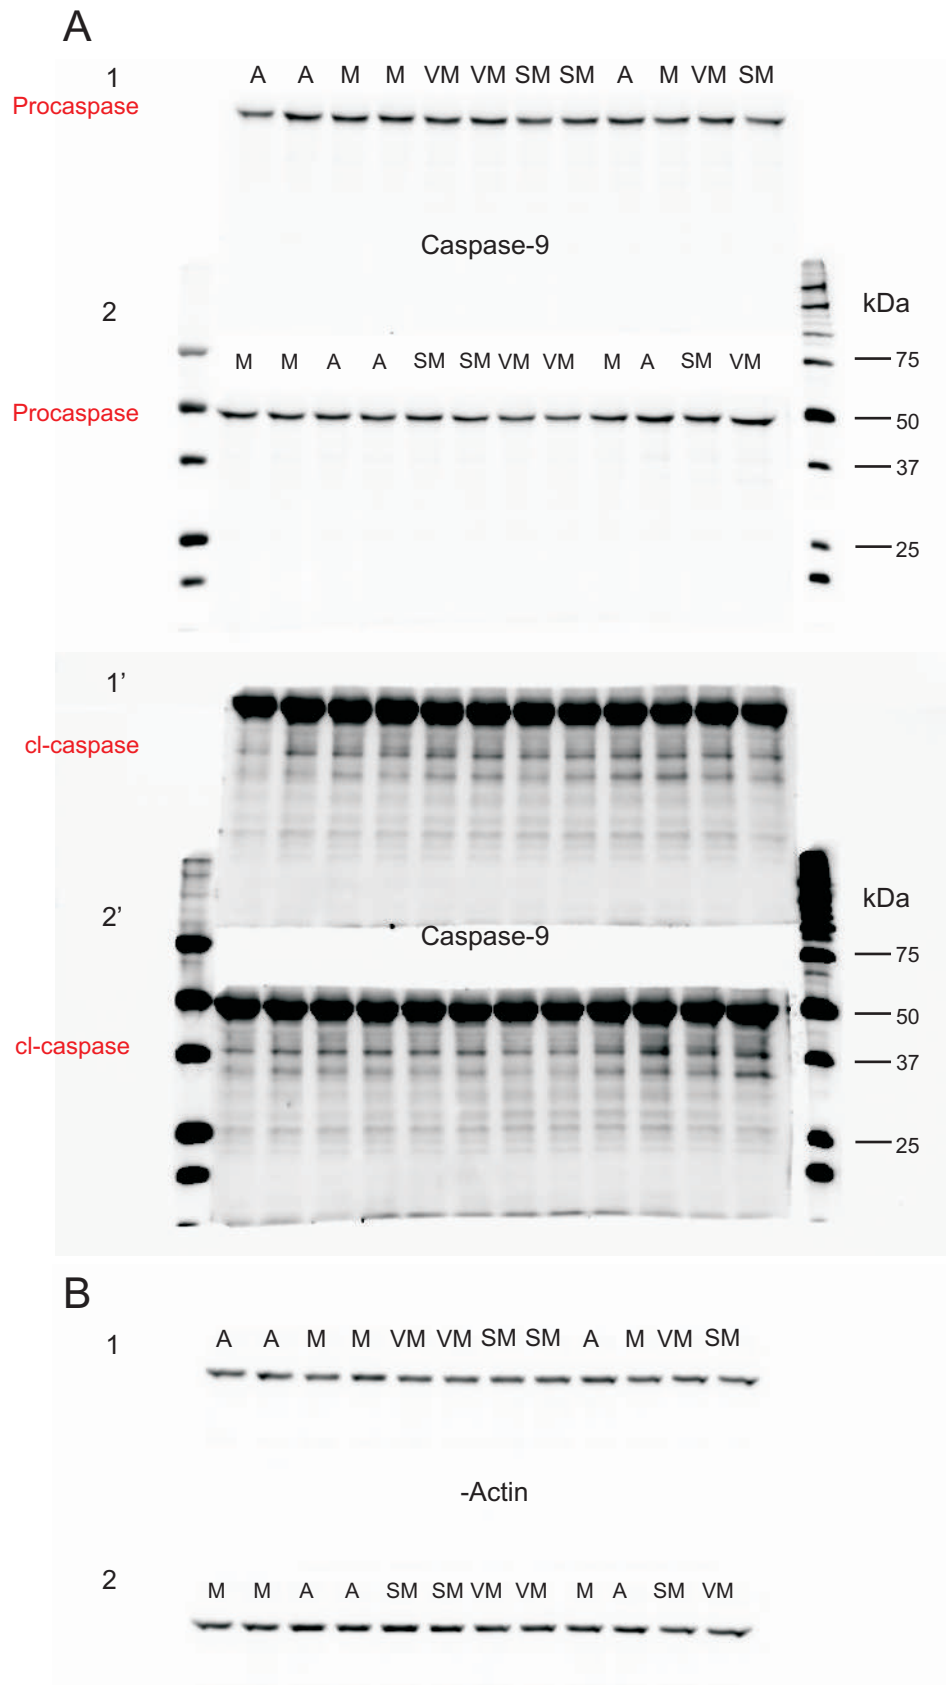 A
1 A A M M VM VM SM SM A M VM SM
Procaspase
Caspase-9
kDa
2
75
M M A A SM SM VM VM M A SM VM
Procaspase
50
37
25
1’
cl-caspase
kDa
2’
Caspase-9
75
50
cl-caspase
37
25
B
1 A A M M VM VM SM SM A M VM SM
-Actin
2
M M A A SM SM VM VM M A SM VM